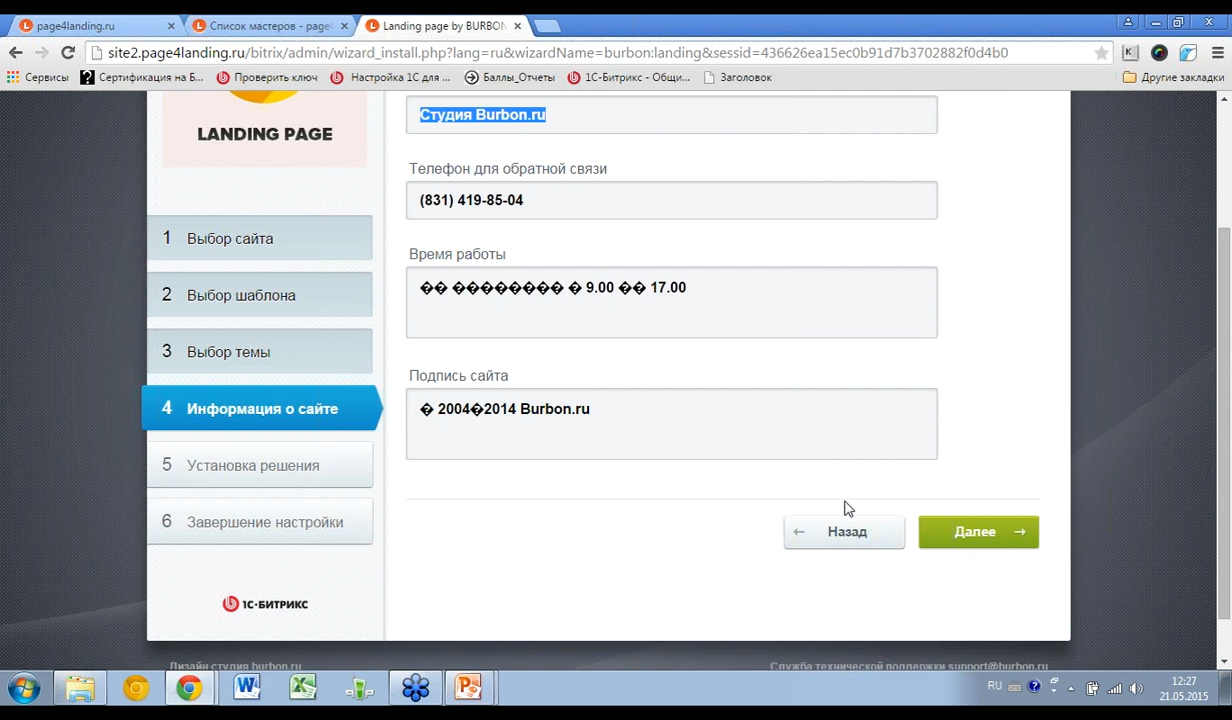 page4landing.ru
Список мастеров - page
Landing page by BURBON
site2.page4landing.ru/bitrix/admin/wizard_install.php?lang=ru&wizardName=burbon:landing&sessid=436626ea15ec0b91d7b3702882f0d4b0
Сервисы
Сертификация на Б...
Проверить ключ
Настройка 1С для ...
Баллы_Отчеты
1С-Битрикс - Общи...
Заголовок
Другие закладки
LANDING PAGE
Студия Burbon.ru
Телефон для обратной связи
(831) 419-85-04
Время работы
�� �������� � 9.00 �� 17.00
Подпись сайта
� 2004�2014 Burbon.ru
1 Выбор сайта
2 Выбор шаблона
3 Выбор темы
4 Информация о сайте
5 Установка решения
6 Завершение настройки
← Назад
Далее →
1С·БИТРИКС
Дизайн студия burbon.ru
Служба технической поддержки support@burbon.ru
RU
12:27
21.05.2015